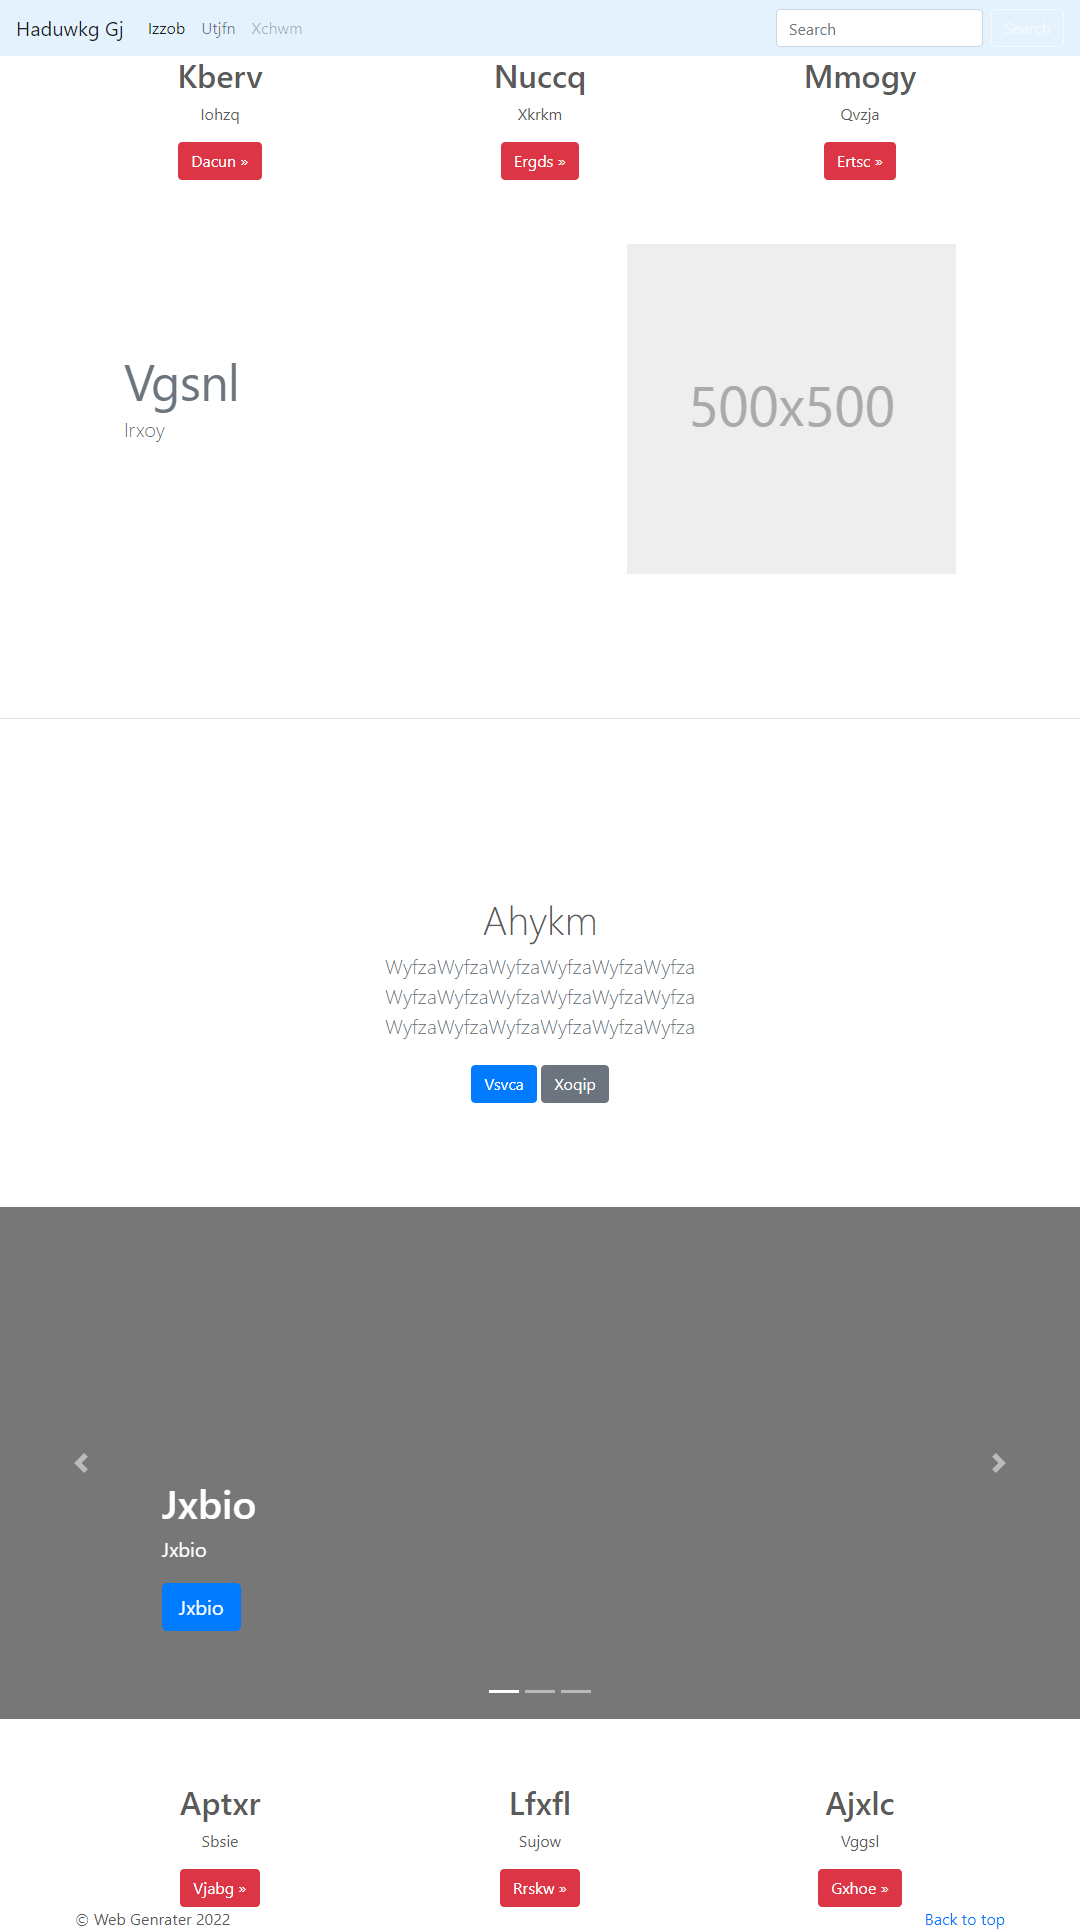 Haduwkg Gj Izzob Utjfn Xchwm Search Search
Kberv Nuccq Mmogy
Iohzq Xkrkm Qvzja
Dacun » Ergds » Ertsc »
500x500
Vgsnl
Irxoy
Ahykm
WyfzaWyfzaWyfzaWyfzaWyfzaWyfza
WyfzaWyfzaWyfzaWyfzaWyfzaWyfza
WyfzaWyfzaWyfzaWyfzaWyfzaWyfza
Vsvca Xoqip
Jxbio
Jxbio
Jxbio
Aptxr Lfxfl Ajxlc
Sbsie Sujow Vggsl
Vjabg » Rrskw » Gxhoe »
© Web Genrater 2022 Back to top